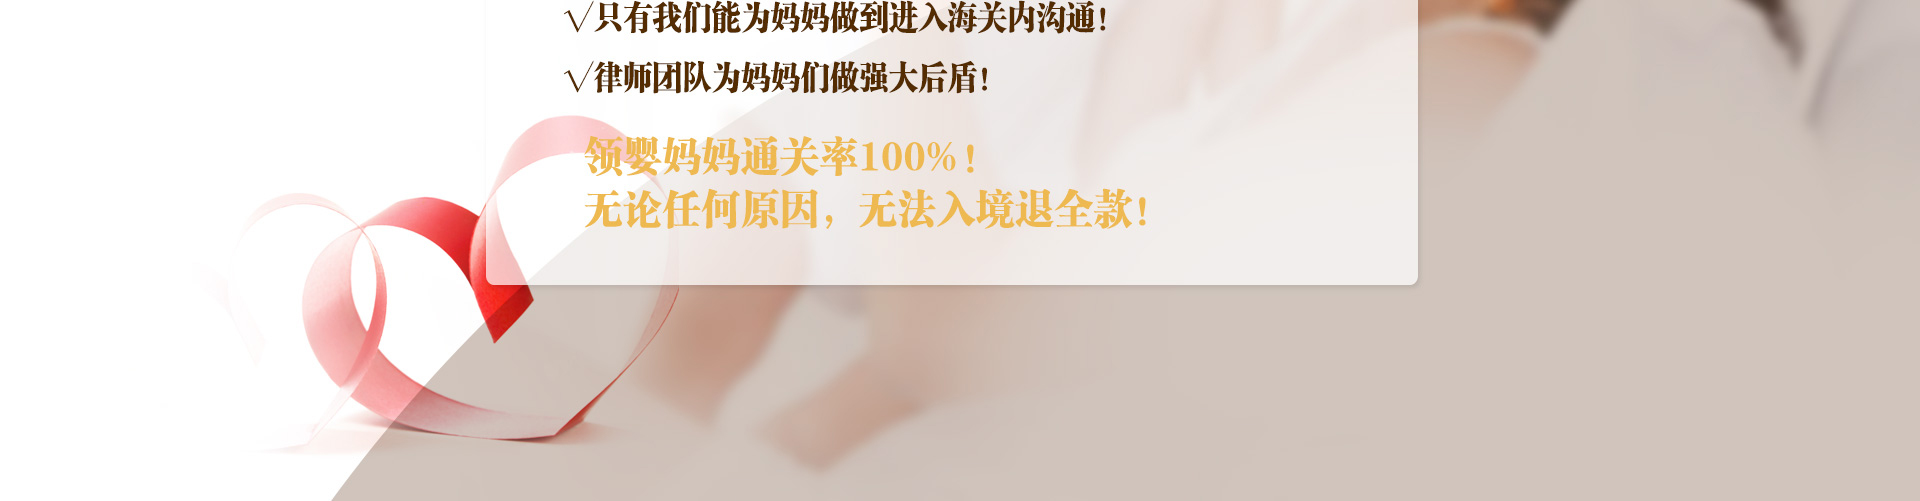 √只有我们能为妈妈做到进入海关内沟通！
√律师团队为妈妈们做强大后盾！
领婴妈妈通关率100%！
无论任何原因，无法入境退全款！